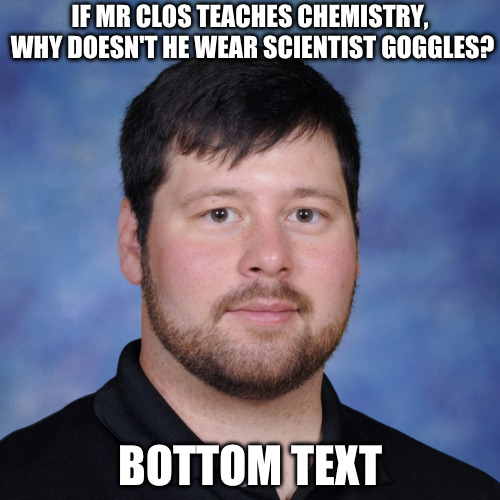 IF MR CLOS TEACHES CHEMISTRY,
WHY DOESN'T HE WEAR SCIENTIST GOGGLES?
BOTTOM TEXT